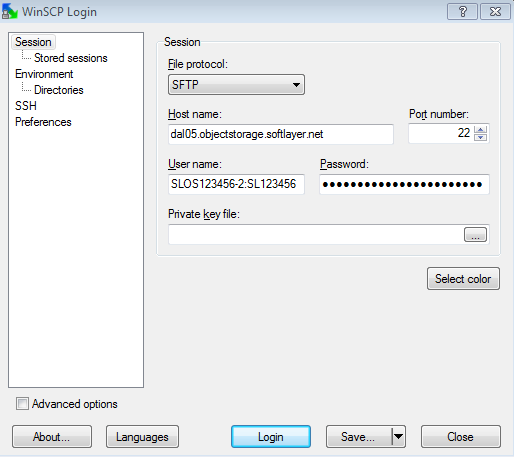 WinSCP Login
Session
Stored sessions
Environment
Directories
SSH
Preferences
Session
File protocol:
SFTP
Host name:
Port number:
dal05.objectstorage.softlayer.net
22
User name:
Password:
SLOS123456-2:SL123456
●●●●●●●●●●●●●●●●●●●●●●●
Private key file:
...
Select color
Advanced options
About...
Languages
Login
Save...
Close